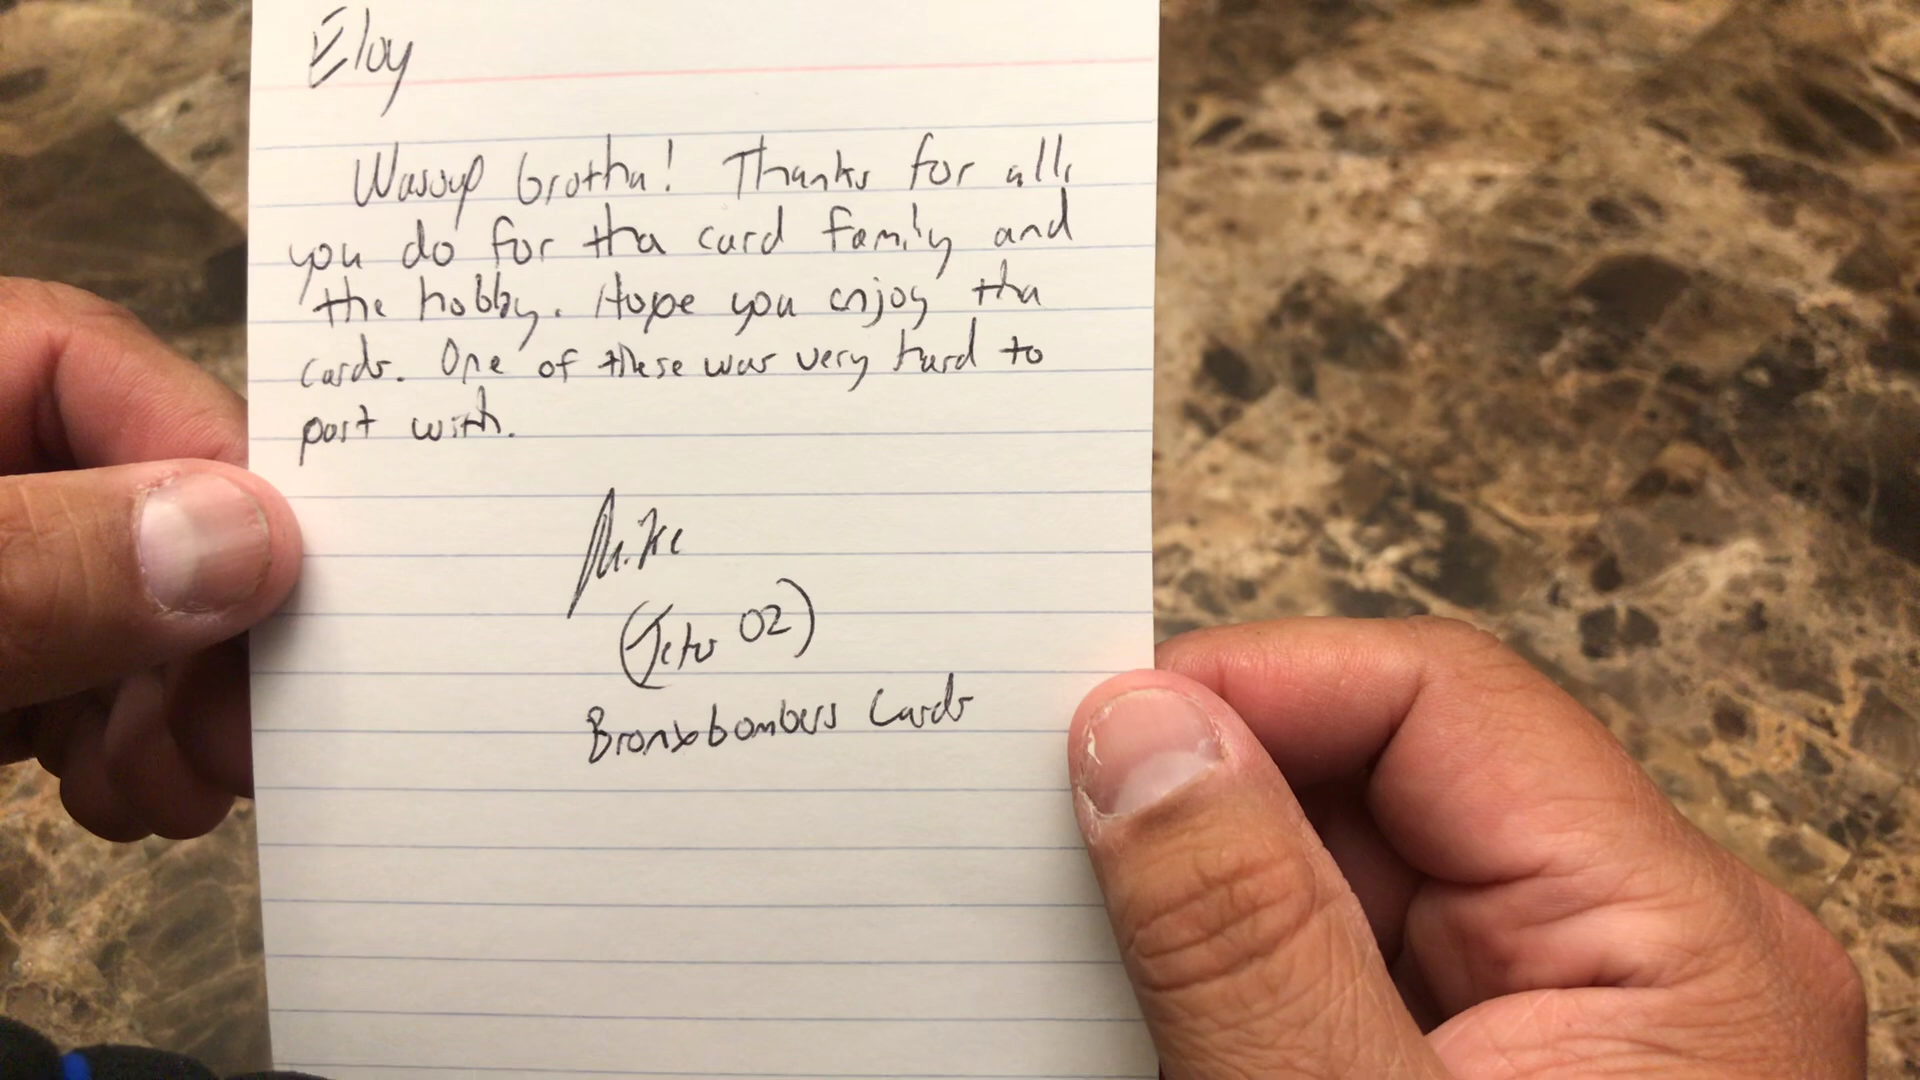 Eloy
Wassup brotha! Thanks for all
you do for tha card family and
the hobby. Hope you enjoy tha
cards. One of these was very hard to
part with.
Mike
(Jeter 02)
Bronxbombers Cards